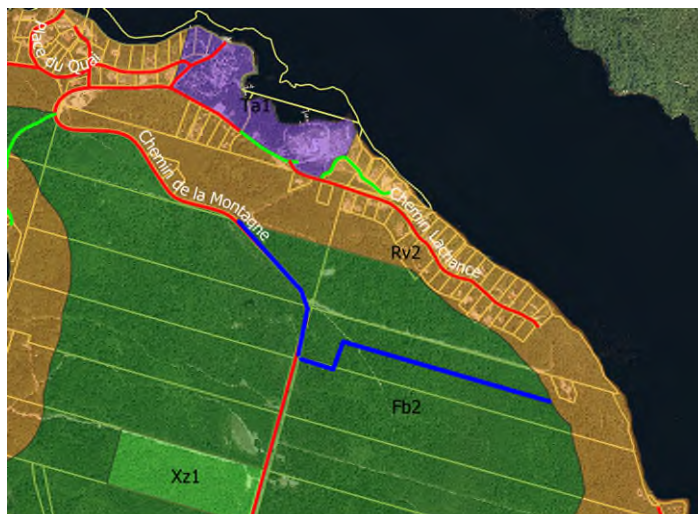 Place du Quai
Ta1
Chemin de la Montagne
Chemin Lachance
Rv2
Fb2
Xz1